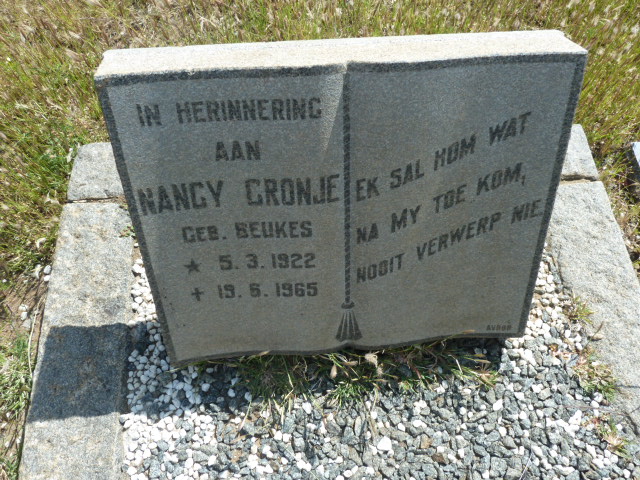 IN HERINNERING
AAN
NANCY CRONJE
GEB. BEUKES
* 5.3.1922
+ 19.6.1965
EK SAL HOM WAT
NA MY TOE KOM,
NOOIT VERWERP NIE.